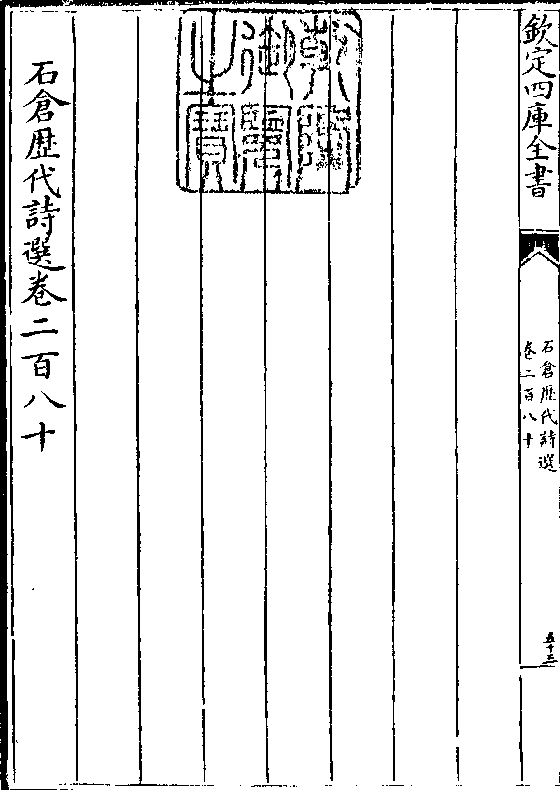 欽定四庫全書
石倉歷代詩選
卷二百八十
五十三
乾隆御覽之寶
石倉歷代詩選卷二百八十